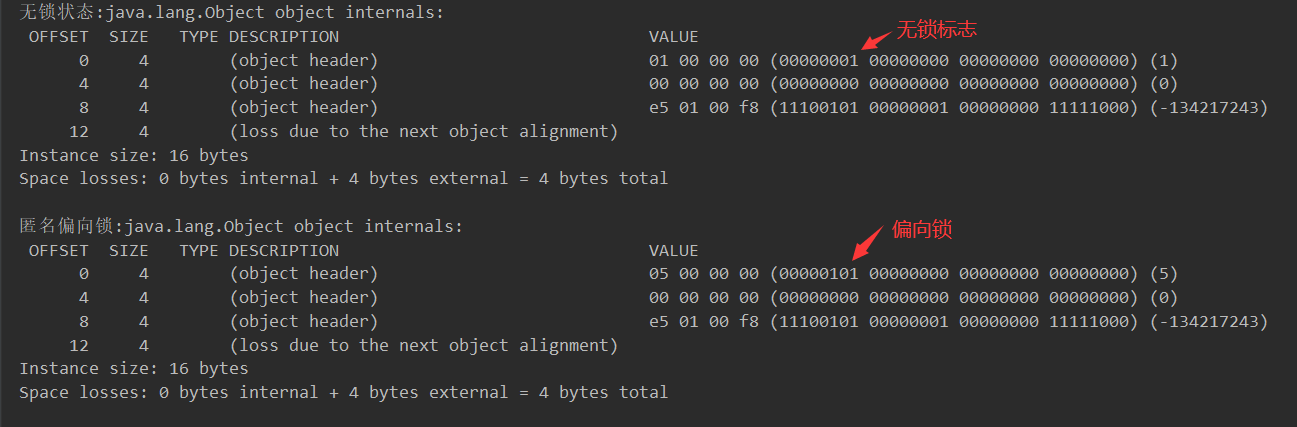 无锁状态:java.lang.Object object internals:
OFFSET SIZE TYPE DESCRIPTION VALUE
无锁标志
0 4 (object header) 01 00 00 00 (00000001 00000000 00000000 00000000) (1)
4 4 (object header) 00 00 00 00 (00000000 00000000 00000000 00000000) (0)
8 4 (object header) e5 01 00 f8 (11100101 00000001 00000000 11111000) (-134217243)
12 4 (loss due to the next object alignment)
Instance size: 16 bytes
Space losses: 0 bytes internal + 4 bytes external = 4 bytes total
匿名偏向锁:java.lang.Object object internals:
偏向锁
OFFSET SIZE TYPE DESCRIPTION VALUE
0 4 (object header) 05 00 00 00 (00000101 00000000 00000000 00000000) (5)
4 4 (object header) 00 00 00 00 (00000000 00000000 00000000 00000000) (0)
8 4 (object header) e5 01 00 f8 (11100101 00000001 00000000 11111000) (-134217243)
12 4 (loss due to the next object alignment)
Instance size: 16 bytes
Space losses: 0 bytes internal + 4 bytes external = 4 bytes total